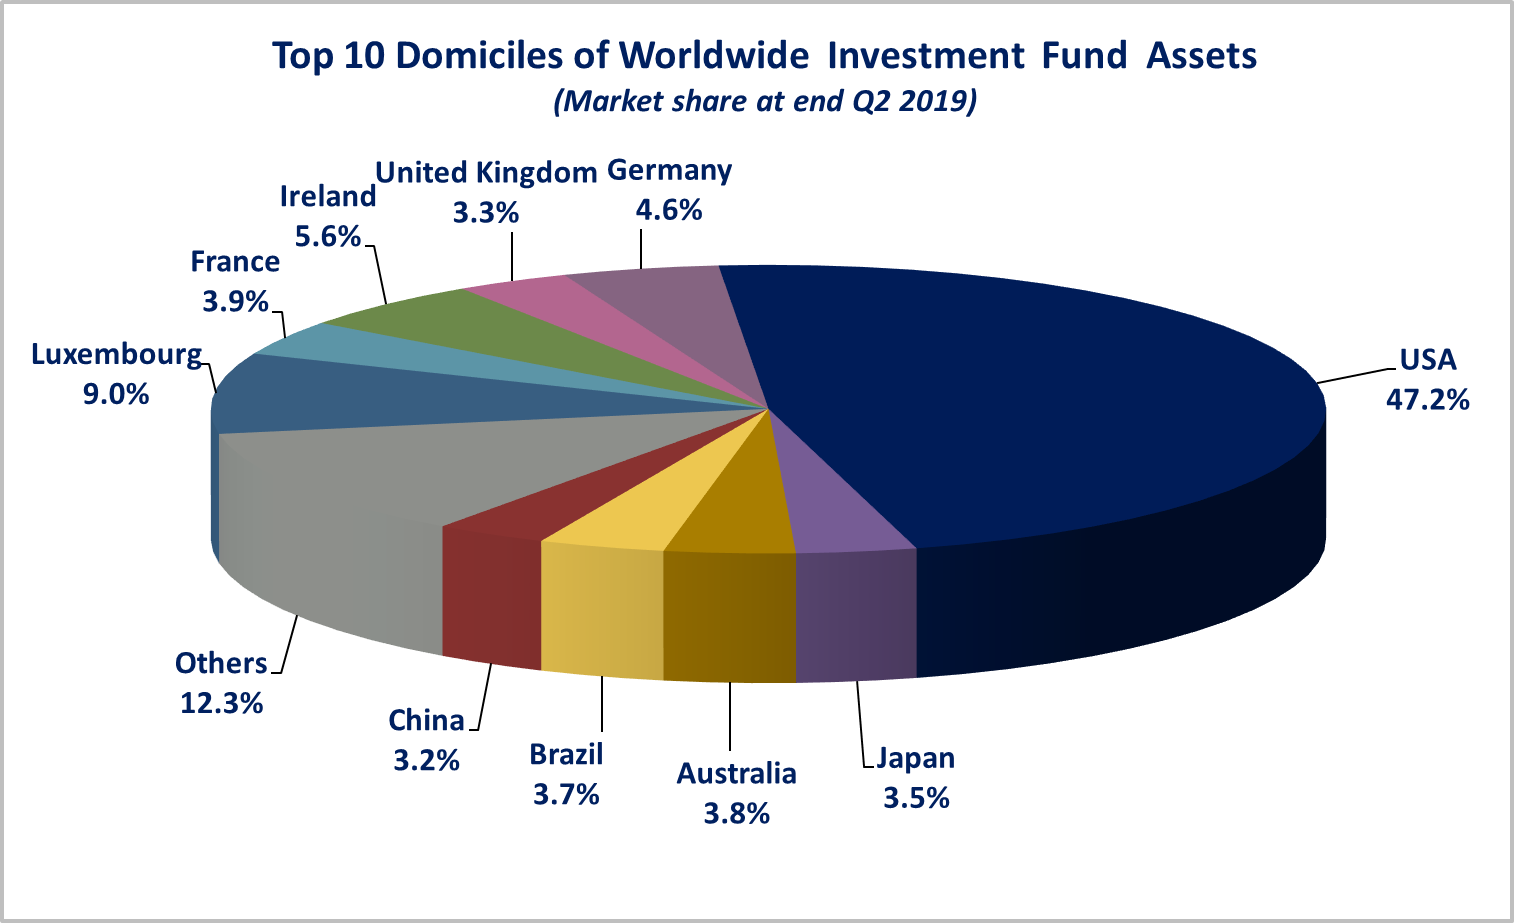 Top 10 Domiciles of Worldwide Investment Fund Assets
(Market share at end Q2 2019)
United Kingdom
3.3%
Germany
4.6%
Ireland
5.6%
France
3.9%
Luxembourg
9.0%
USA
47.2%
Others
12.3%
China
3.2%
Brazil
3.7%
Australia
3.8%
Japan
3.5%